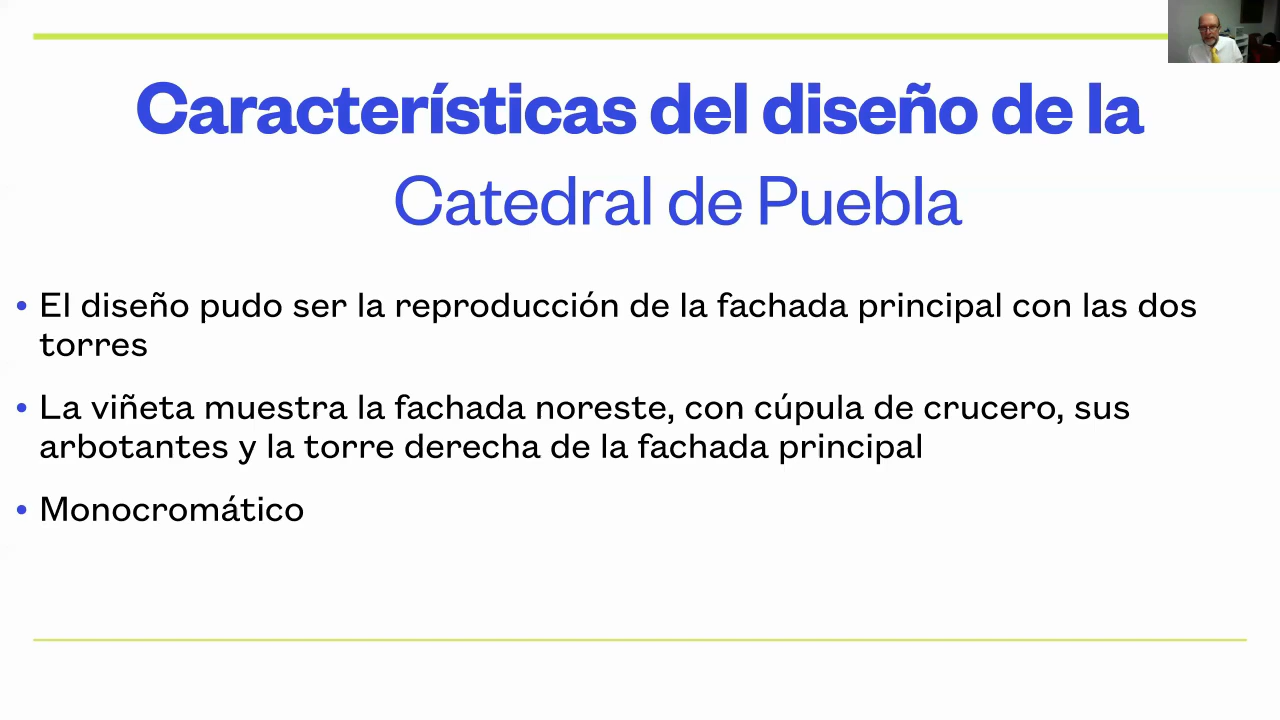 Características del diseño de la
Catedral de Puebla
• El diseño pudo ser la reproducción de la fachada principal con las dos
torres
• La viñeta muestra la fachada noreste, con cúpula de crucero, sus
arbotantes y la torre derecha de la fachada principal
• Monocromático